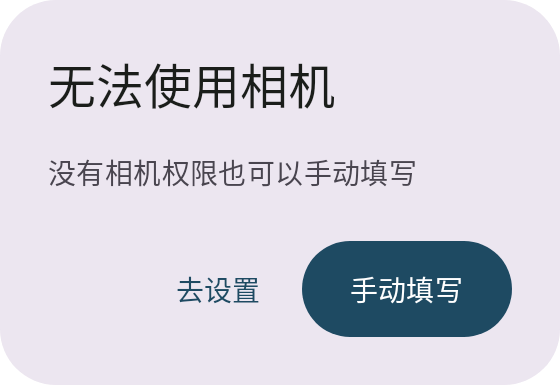 无法使用相机
没有相机权限也可以手动填写
去设置
手动填写